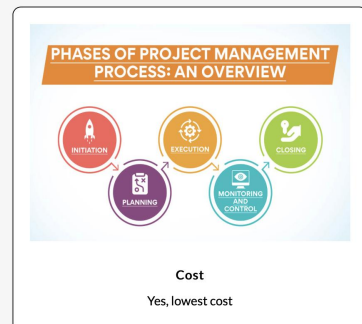 PHASES OF PROJECT MANAGEMENT
PROCESS: AN OVERVIEW
INITIATION
EXECUTION
CLOSING
PLANNING
MONITORING
AND
CONTROL
Cost
Yes, lowest cost